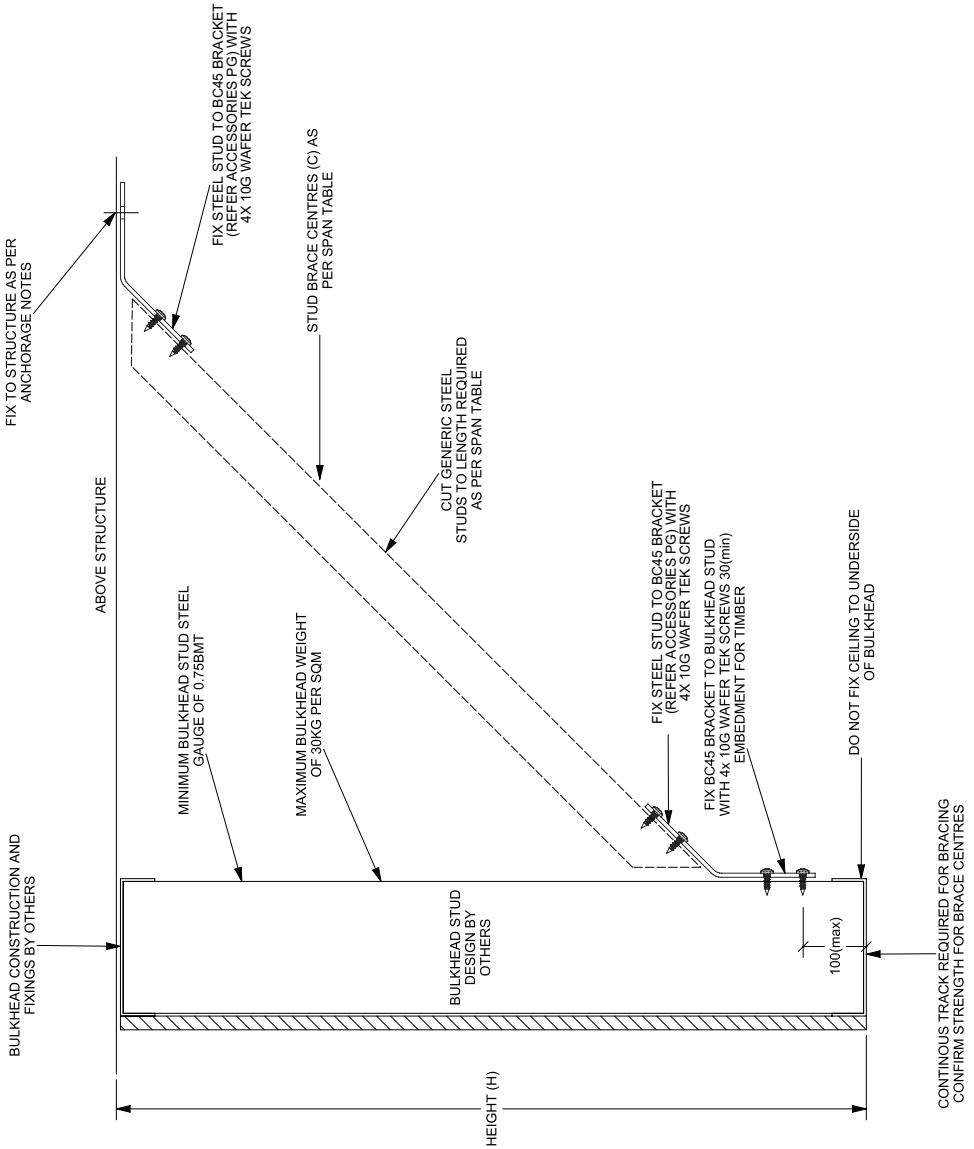 BULKHEAD CONSTRUCTION AND
FIXINGS BY OTHERS
ABOVE STRUCTURE
FIX TO STRUCTURE AS PER
ANCHORAGE NOTES
MINIMUM BULKHEAD STUD STEEL
GAUGE OF 0.75BMT
MAXIMUM BULKHEAD WEIGHT
OF 30KG PER SQM
FIX STEEL STUD TO BC45 BRACKET
(REFER ACCESSORIES PG) WITH
4X 10G WAFER TEK SCREWS
STUD BRACE CENTRES (C) AS
PER SPAN TABLE
CUT GENERIC STEEL
STUDS TO LENGTH REQUIRED
AS PER SPAN TABLE
HEIGHT (H)
BULKHEAD STUD
DESIGN BY
OTHERS
FIX STEEL STUD TO BC45 BRACKET
(REFER ACCESSORIES PG) WITH
4X 10G WAFER TEK SCREWS
FIX BC45 BRACKET TO BULKHEAD STUD
WITH 4x 10G WAFER TEK SCREWS 30(min)
EMBEDMENT FOR TIMBER
100(max)
DO NOT FIX CEILING TO UNDERSIDE
OF BULKHEAD
CONTINOUS TRACK REQUIRED FOR BRACING
CONFIRM STRENGTH FOR BRACE CENTRES